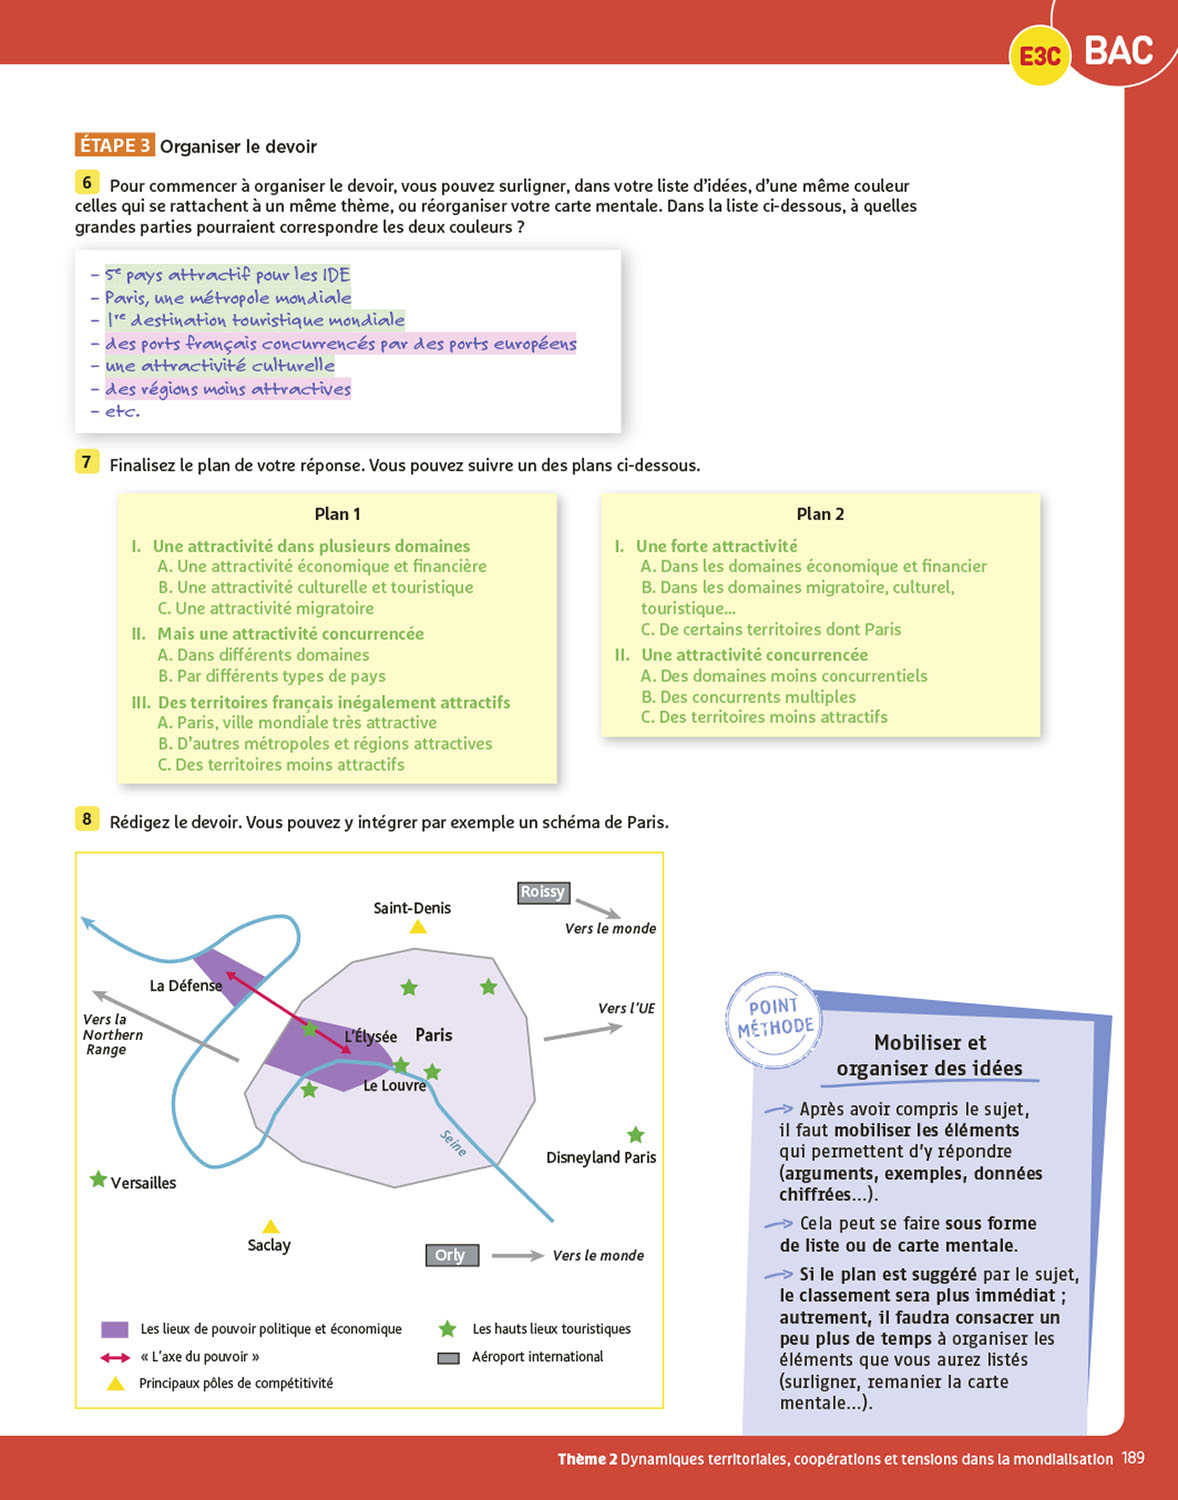 E3C BAC
ÉTAPE 3 Organiser le devoir
6 Pour commencer à organiser le devoir, vous pouvez surligner, dans votre liste d'idées, d'une même couleur
celles qui se rattachent à un même thème, ou réorganiser votre carte mentale. Dans la liste ci-dessous, à quelles
grandes parties pourraient correspondre les deux couleurs ?
– 5e pays attractif pour les IDE
– Paris, une métropole mondiale
– 1re destination touristique mondiale
– des ports français concurrencés par des ports européens
– une attractivité culturelle
– des régions moins attractives
– etc.
7 Finalisez le plan de votre réponse. Vous pouvez suivre un des plans ci-dessous.
Plan 1
I. Une attractivité dans plusieurs domaines
A. Une attractivité économique et financière
B. Une attractivité culturelle et touristique
C. Une attractivité migratoire
II. Mais une attractivité concurrencée
A. Dans différents domaines
B. Par différents types de pays
III. Des territoires français inégalement attractifs
A. Paris, ville mondiale très attractive
B. D'autres métropoles et régions attractives
C. Des territoires moins attractifs
Plan 2
I. Une forte attractivité
A. Dans les domaines économique et financier
B. Dans les domaines migratoire, culturel,
touristique...
C. De certains territoires dont Paris
II. Une attractivité concurrencée
A. Des domaines moins concurrentiels
B. Des concurrents multiples
C. Des territoires moins attractifs
8 Rédigez le devoir. Vous pouvez y intégrer par exemple un schéma de Paris.
Roissy
Saint-Denis
Vers le monde
La Défense
Vers l'UE
Vers la
Northern
Range
L'Élysée
Paris
Le Louvre
Seine
Disneyland Paris
Versailles
Saclay
Orly
Vers le monde
Les lieux de pouvoir politique et économique
« L'axe du pouvoir »
Principaux pôles de compétitivité
Les hauts lieux touristiques
Aéroport international
POINT
MÉTHODE
Mobiliser et
organiser des idées
Après avoir compris le sujet,
il faut mobiliser les éléments
qui permettent d'y répondre
(arguments, exemples, données
chiffrées...).
Cela peut se faire sous forme
de liste ou de carte mentale.
Si le plan est suggéré par le sujet,
le classement sera plus immédiat ;
autrement, il faudra consacrer un
peu plus de temps à organiser les
éléments que vous aurez listés
(surligner, remanier la carte
mentale...).
Thème 2 Dynamiques territoriales, coopérations et tensions dans la mondialisation 189